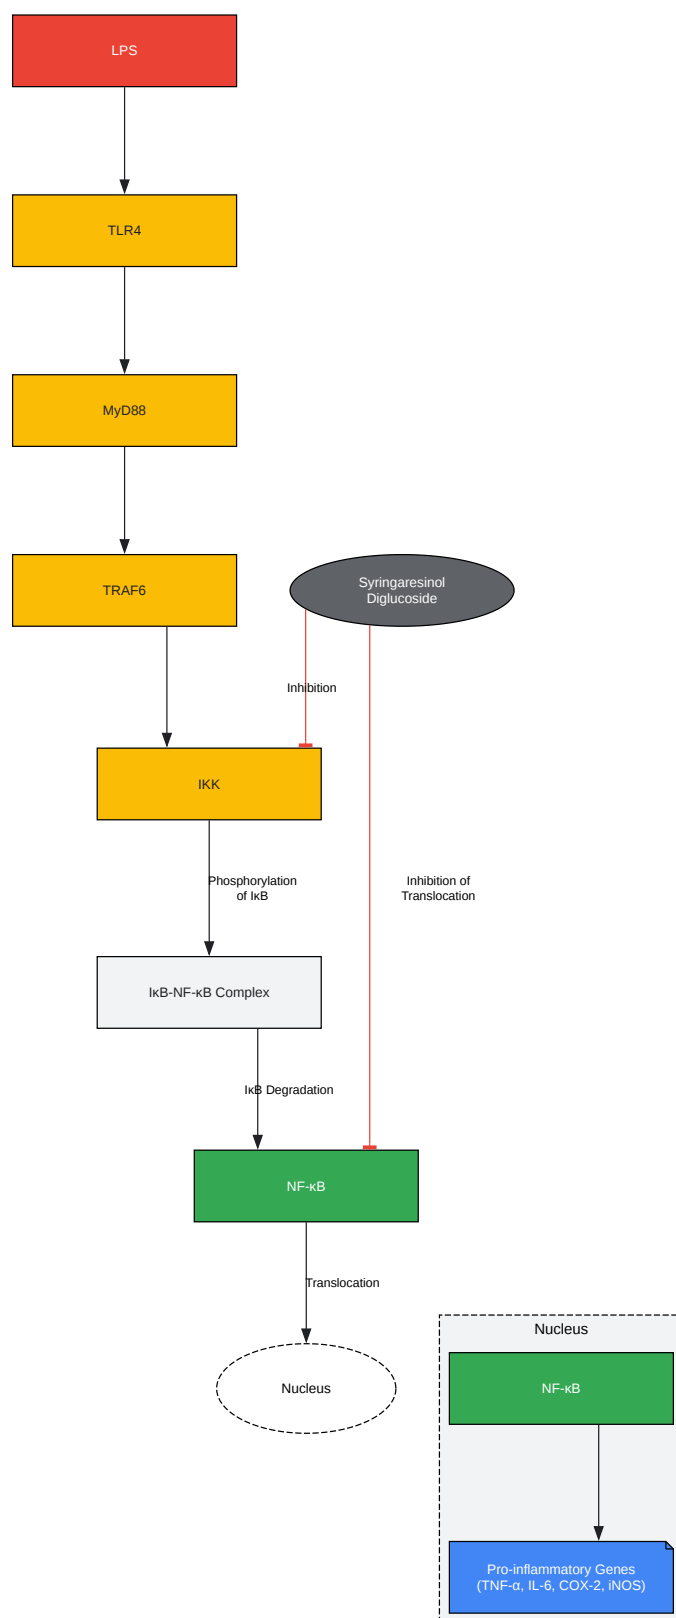 LPS
TLR4
MyD88
TRAF6
Syringaresinol
Diglucoside
Inhibition
IKK
Phosphorylation
of IκB
Inhibition of
Translocation
IκB-NF-κB Complex
IκB Degradation
NF-κB
Translocation
Nucleus
Nucleus
NF-κB
Pro-inflammatory Genes
(TNF-α, IL-6, COX-2, iNOS)